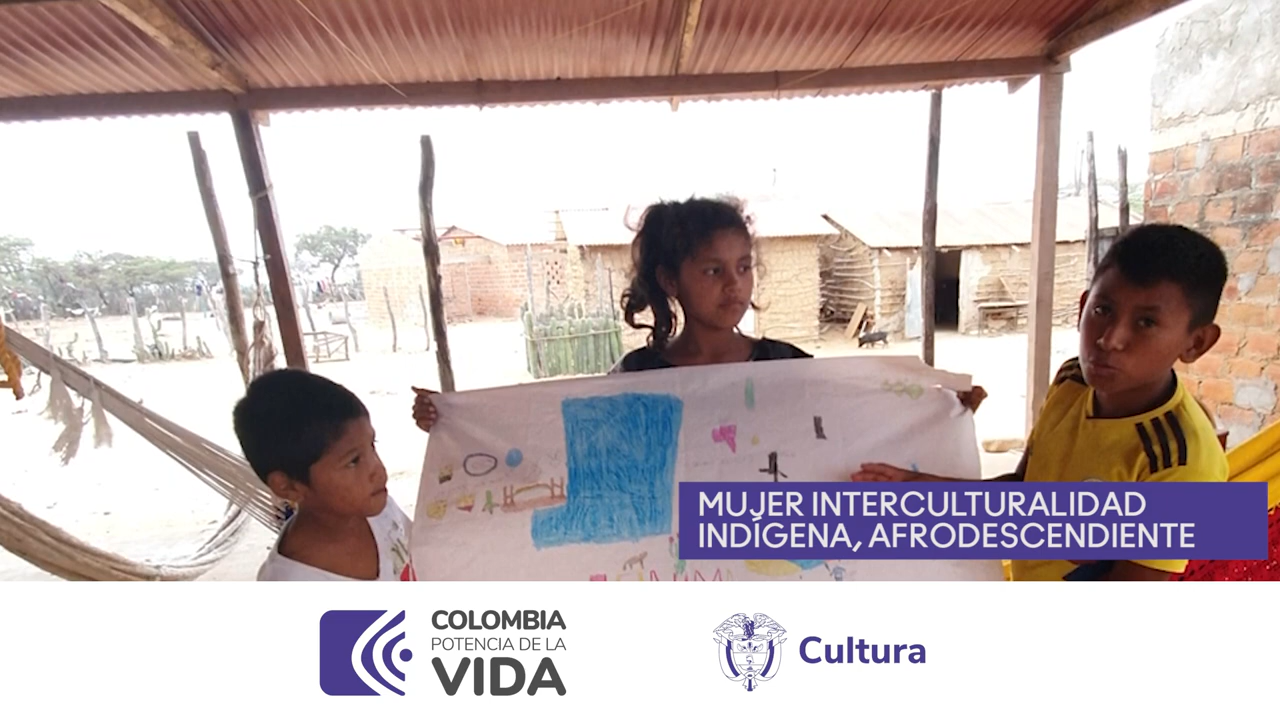 MUJER INTERCULTURALIDAD
INDÍGENA, AFRODESCENDIENTE
COLOMBIA
POTENCIA DE LA
VIDA
Cultura